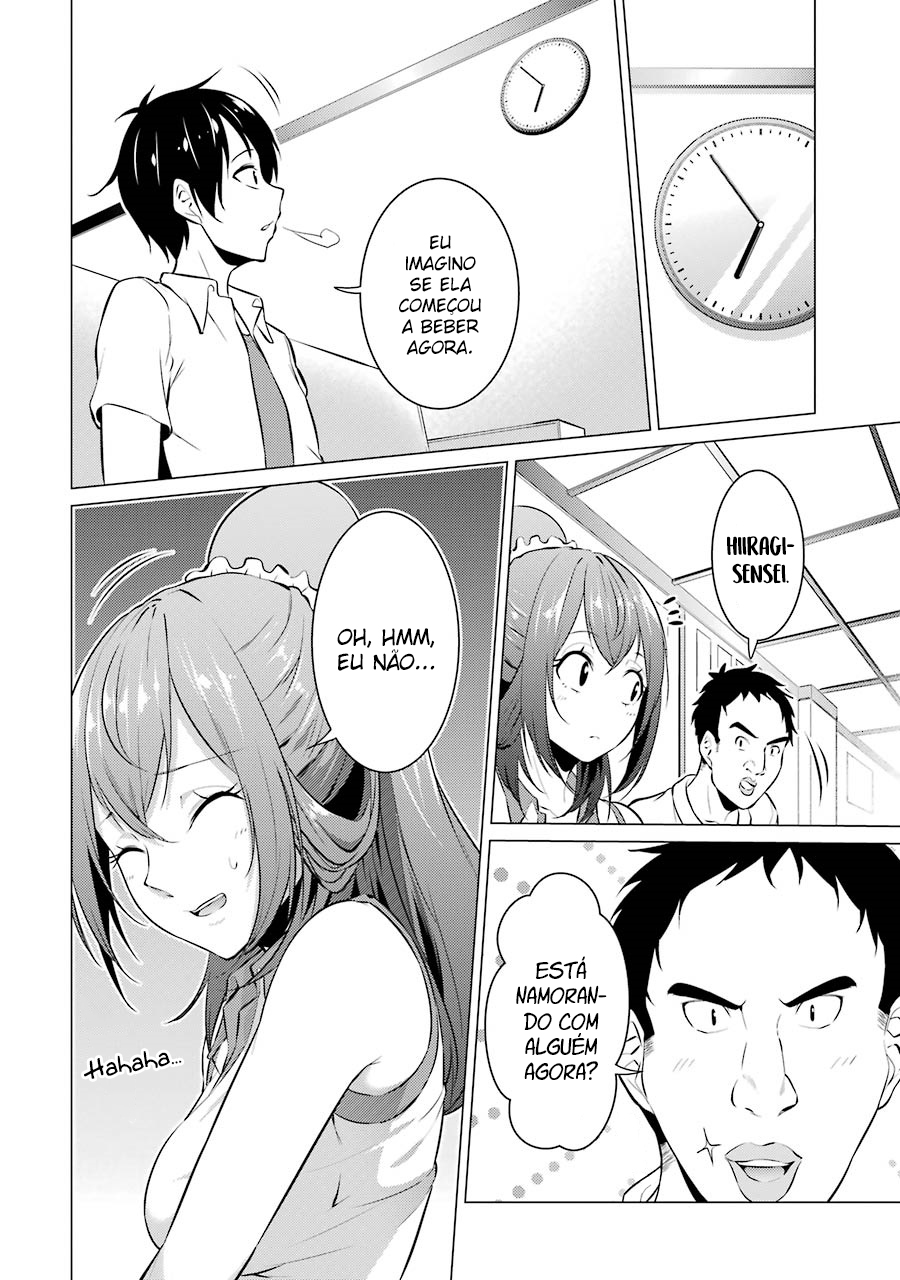 EU
IMAGINO
SE ELA
COMEÇOU
A BEBER
AGORA.
HIIRAGI-
SENSEI.
ESTÁ
NAMORAN-
DO COM
ALGUÉM
AGORA?
OH, HMM,
EU NÃO...
Hahaha...